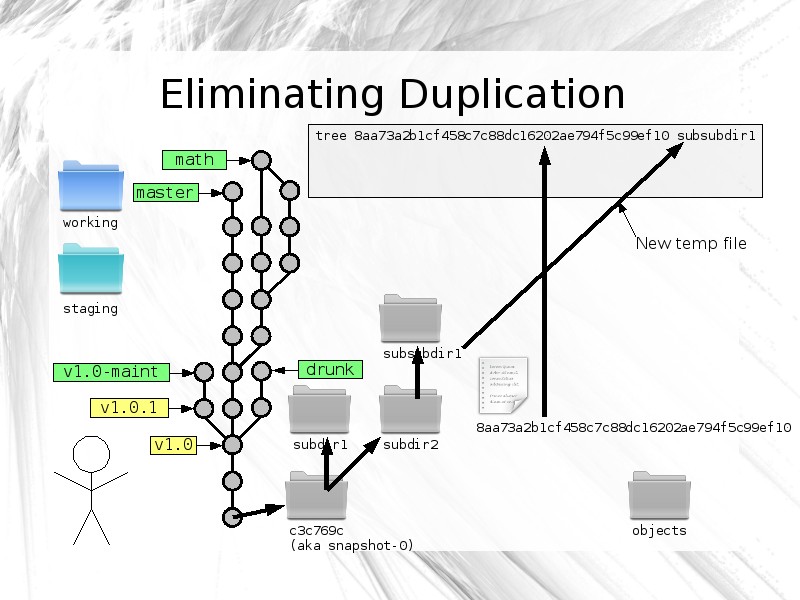 Eliminating Duplication
tree 8aa73a2b1cf458c7c88dc16202ae794f5c99ef10 subsubdir1
math
master
working
New temp file
staging
subsubdir1
v1.0-maint
drunk
v1.0.1
8aa73a2b1cf458c7c88dc16202ae794f5c99ef10
v1.0
subdir1
subdir2
c3c769c
(aka snapshot-0)
objects